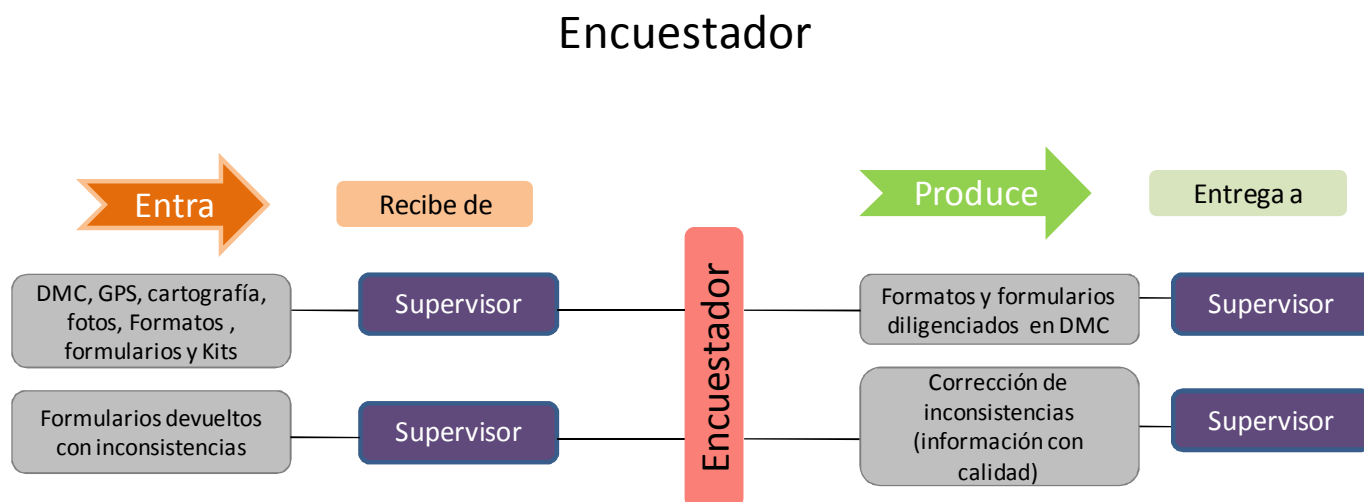 Encuestador
Entra
Recibe de
Produce
Entrega a
DMC, GPS, cartografía,
fotos, Formatos ,
formularios y Kits
Supervisor
Encuestador
Formatos y formularios
diligenciados en DMC
Supervisor
Formularios devueltos
con inconsistencias
Supervisor
Corrección de
inconsistencias
(información con
calidad)
Supervisor